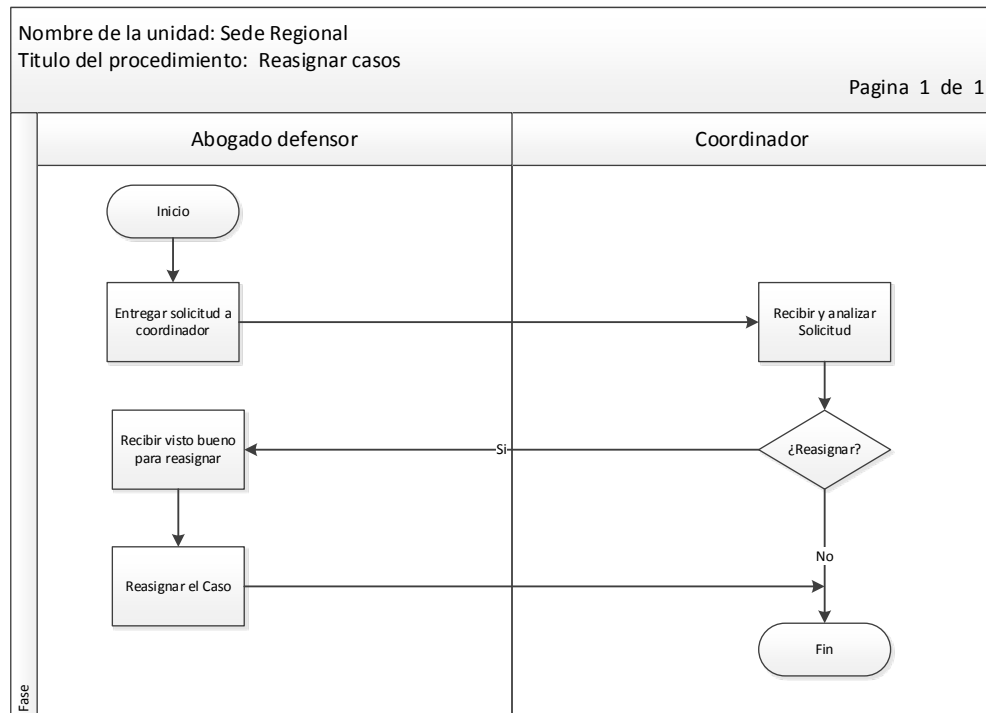 Nombre de la unidad: Sede Regional
Titulo del procedimiento: Reasignar casos
Pagina 1 de 1
Abogado defensor
Coordinador
Inicio
Entregar solicitud a
coordinador
Recibir y analizar
Solicitud
Recibir visto bueno
para reasignar
Si
¿Reasignar?
Reasignar el Caso
No
Fin
Fase